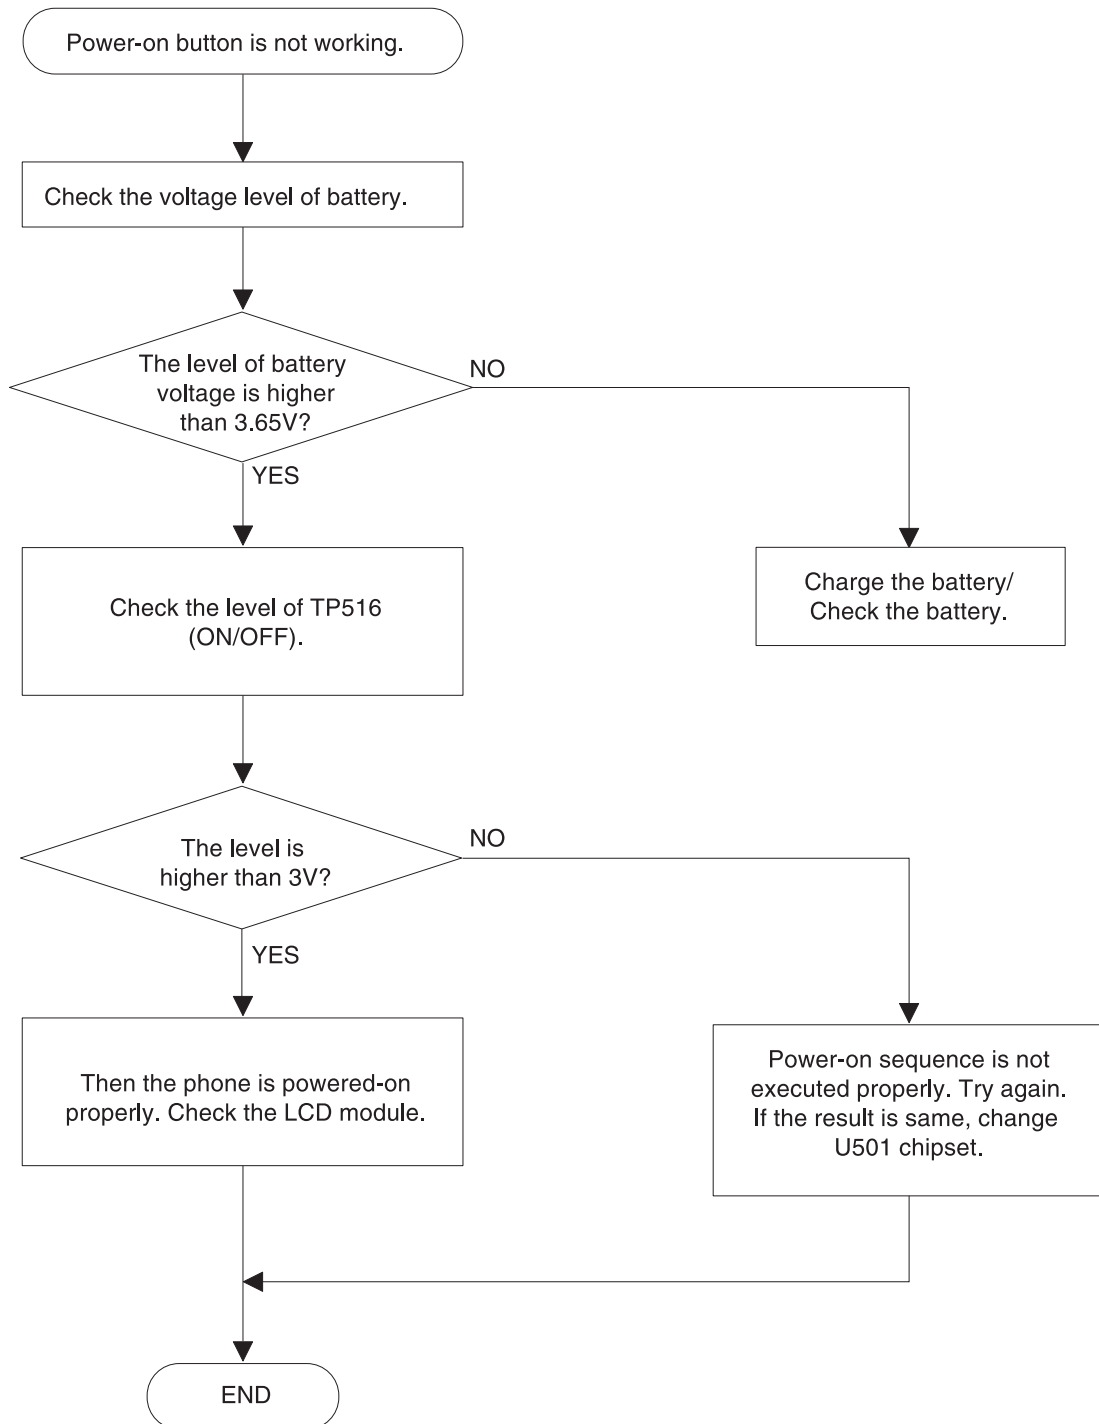 Power-on button is not working.
Check the voltage level of battery.
The level of battery
voltage is higher
than 3.65V?
NO
YES
Check the level of TP516
(ON/OFF).
Charge the battery/
Check the battery.
The level is
higher than 3V?
NO
YES
Then the phone is powered-on
properly. Check the LCD module.
Power-on sequence is not
executed properly. Try again.
If the result is same, change
U501 chipset.
END